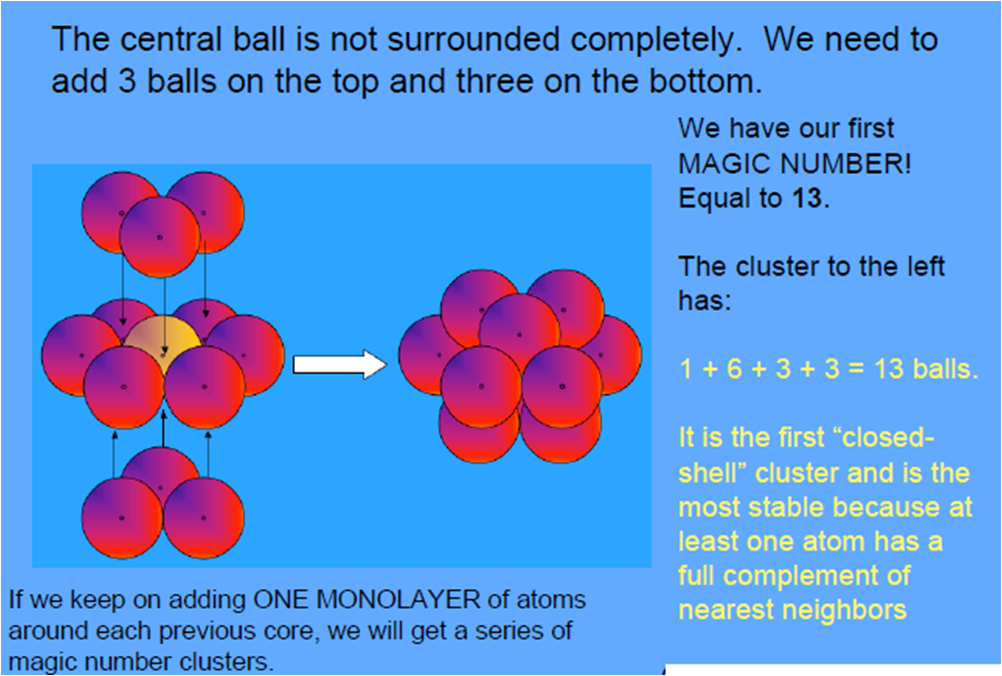 The central ball is not surrounded completely.  We need to
add 3 balls on the top and three on the bottom.
We have our first
MAGIC NUMBER!
Equal to 13.
The cluster to the left
has:
1 + 6 + 3 + 3 = 13 balls.
It is the first “closed-
shell” cluster and is the
most stable because at
least one atom has a
full complement of
nearest neighbors
If we keep on adding ONE MONOLAYER of atoms
around each previous core, we will get a series of
magic number clusters.